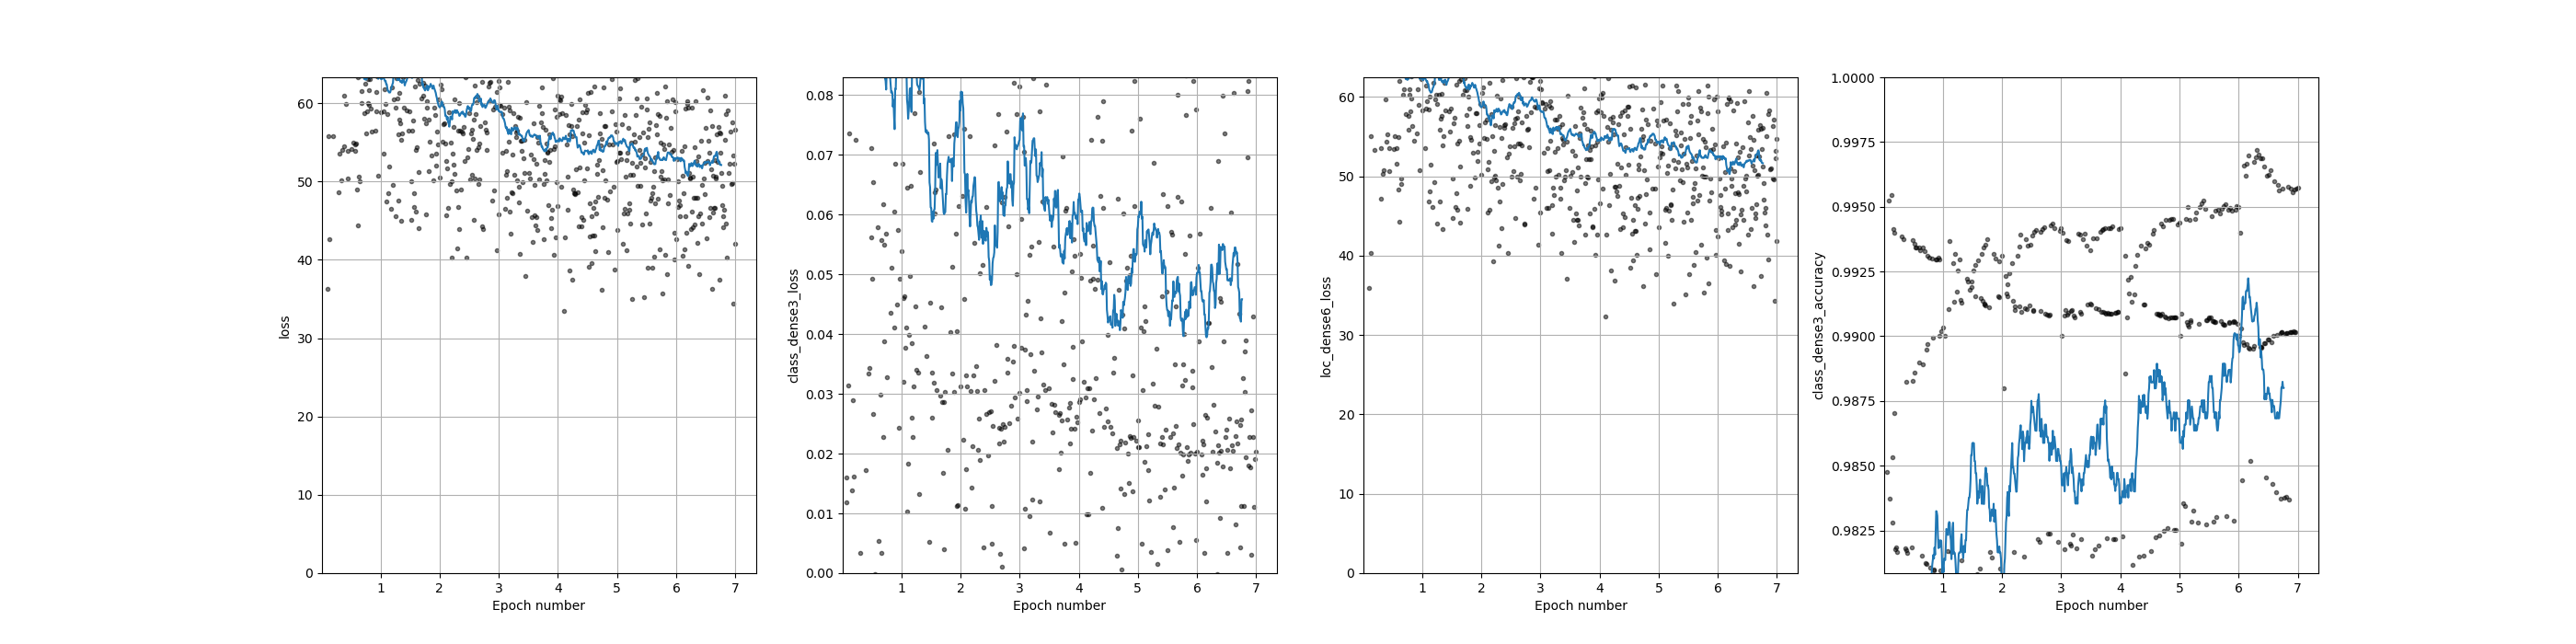 loss
60
50
40
30
20
10
0
1 2 3 4 5 6 7
Epoch number
class_dense3_loss
0.08
0.07
0.06
0.05
0.04
0.03
0.02
0.01
0.00
1 2 3 4 5 6 7
Epoch number
loc_dense6_loss
60
50
40
30
20
10
0
1 2 3 4 5 6 7
Epoch number
class_dense3_accuracy
1.0000
0.9975
0.9950
0.9925
0.9900
0.9875
0.9850
0.9825
1 2 3 4 5 6 7
Epoch number